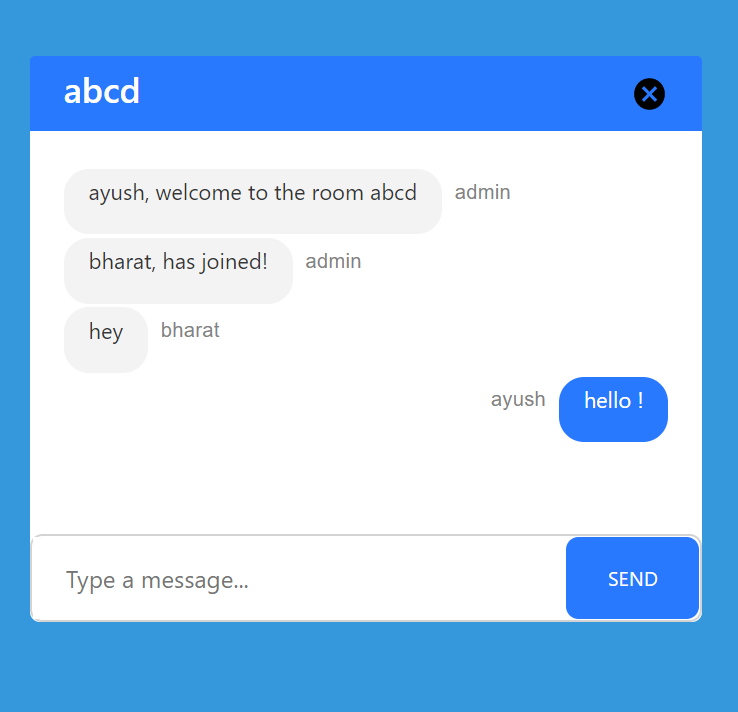 abcd
ayush, welcome to the room abcd admin
bharat, has joined! admin
hey bharat
ayush hello !
Type a message...
SEND